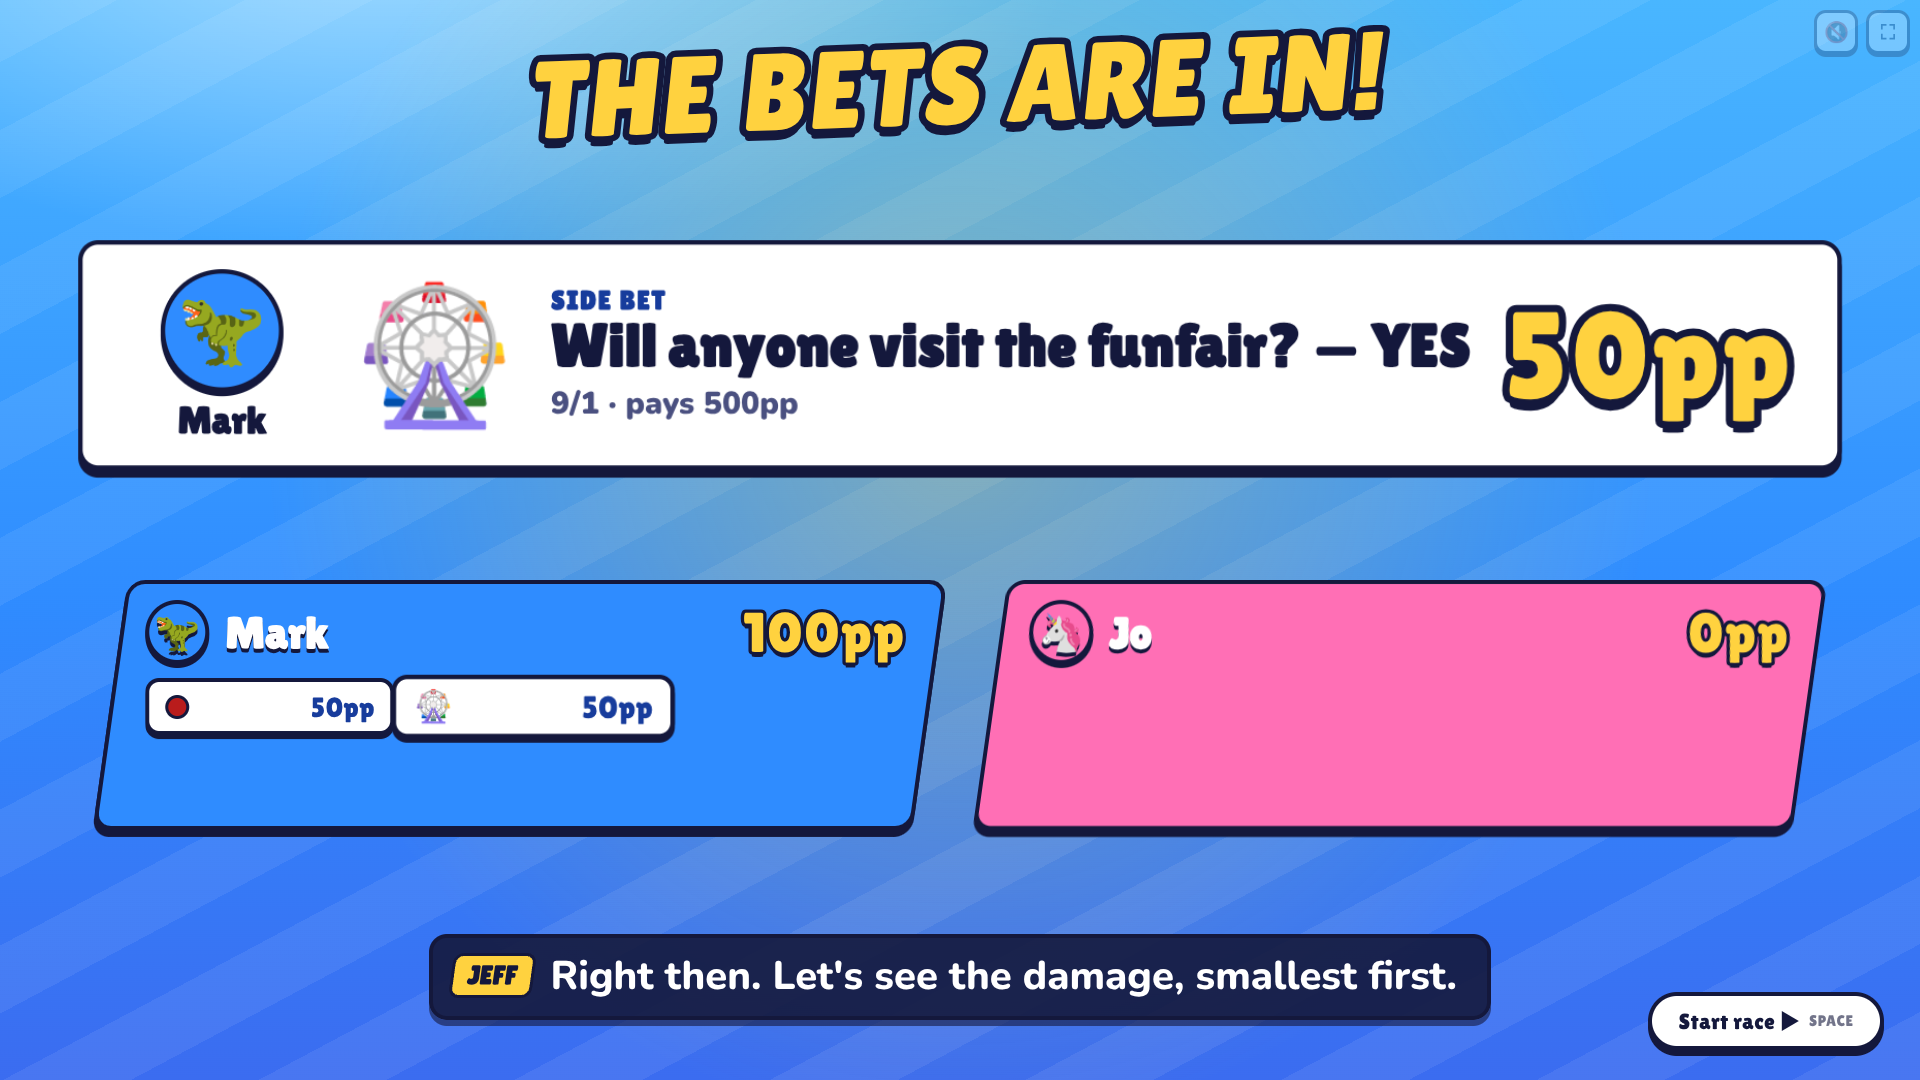 THE BETS ARE IN!
SIDE BET
Will anyone visit the funfair? – YES
9/1 · pays 500pp
50pp
Mark
Mark
100pp
50pp
50pp
Jo
0pp
JEFF
Right then. Let's see the damage, smallest first.
Start race ▶ SPACE